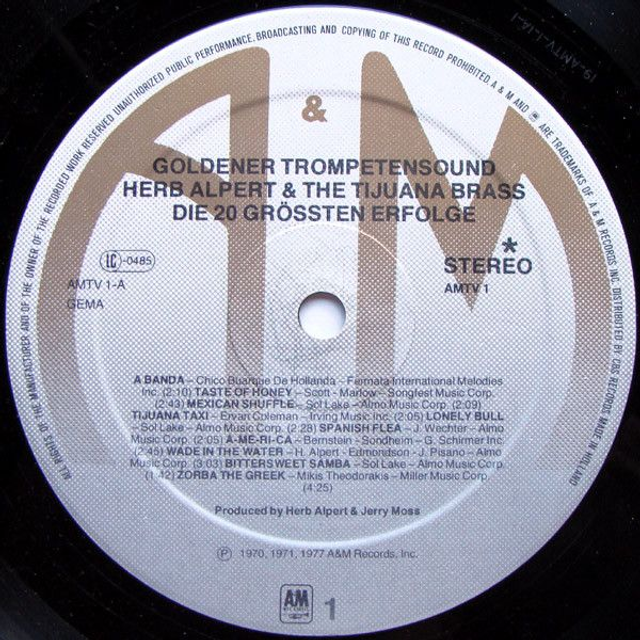 ALL RIGHTS OF THE MANUFACTURER AND OF THE OWNER OF THE RECORDED WORK RESERVED. UNAUTHORIZED PUBLIC PERFORMANCE, BROADCASTING AND COPYING OF THIS RECORD PROHIBITED. A & M AND AM ARE TRADEMARKS OF A & M RECORDS INC. DISTRIBUTED BY CBS RECORDS MADE IN HOLLAND
A & M
GOLDENER TROMPETENSOUND
HERB ALPERT & THE TIJUANA BRASS
DIE 20 GRÖSSTEN ERFOLGE
LC-0485
*
STEREO
AMTV 1-A
AMTV 1
GEMA
A BANDA – Chico Buarque De Hollanda – Fermata International Melodies
Inc. (2:10) TASTE OF HONEY – Scott - Marlow – Songfest Music Corp.
(2:43) MEXICAN SHUFFLE – Sol Lake – Almo Music Corp. (2:09)
TIJUANA TAXI – Ervan Coleman – Irving Music Inc. (2:05) LONELY BULL
– Sol Lake – Almo Music Corp. (2:28) SPANISH FLEA – J. Wechter – Almo
Music Corp. (2:05) A-ME-RI-CA – Bernstein - Sondheim – G. Schirmer Inc.
(2:45) WADE IN THE WATER – H. Alpert - Edmondson - J. Pisano – Almo
Music Corp. (3:03) BITTERSWEET SAMBA – Sol Lake – Almo Music Corp.
(1:42) ZORBA THE GREEK – Mikis Theodorakis – Miller Music Corp.
(4:25)
Produced by Herb Alpert & Jerry Moss
Ⓟ 1970, 1971, 1977 A&M Records, Inc.
AM
RECORDS
1